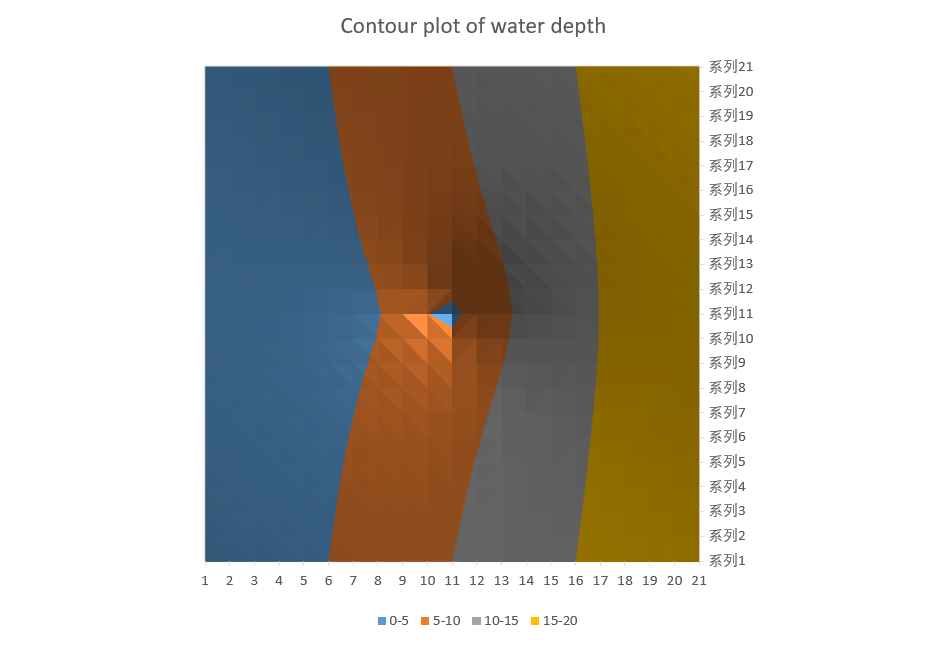 Contour plot of water depth
系列21
系列20
系列19
系列18
系列17
系列16
系列15
系列14
系列13
系列12
系列11
系列10
系列9
系列8
系列7
系列6
系列5
系列4
系列3
系列2
系列1
1 2 3 4 5 6 7 8 9 10 11 12 13 14 15 16 17 18 19 20 21
0-5 5-10 10-15 15-20